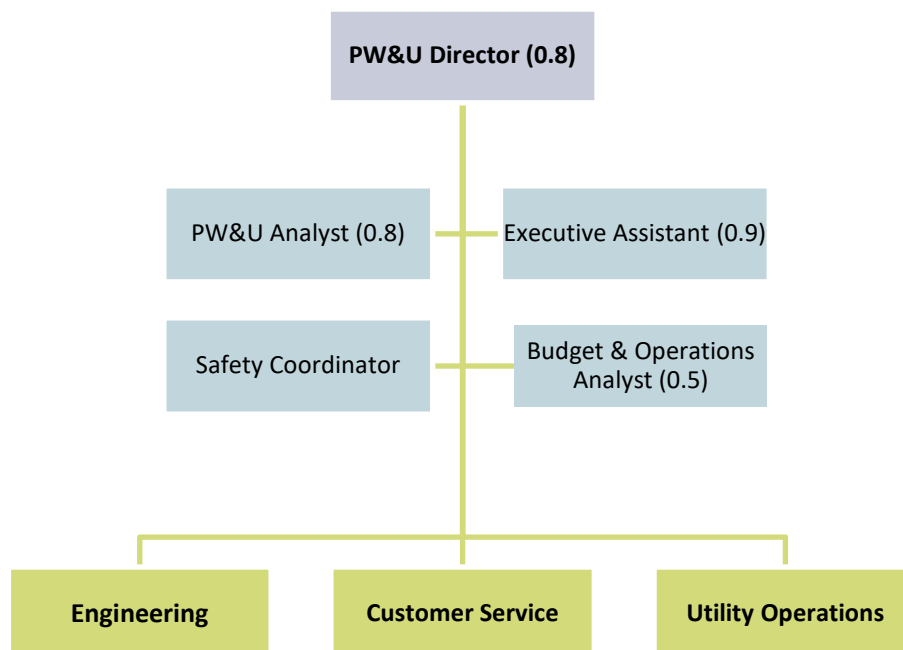 PW&U Director (0.8)
PW&U Analyst (0.8)
Executive Assistant (0.9)
Safety Coordinator
Budget & Operations
Analyst (0.5)
Engineering
Customer Service
Utility Operations